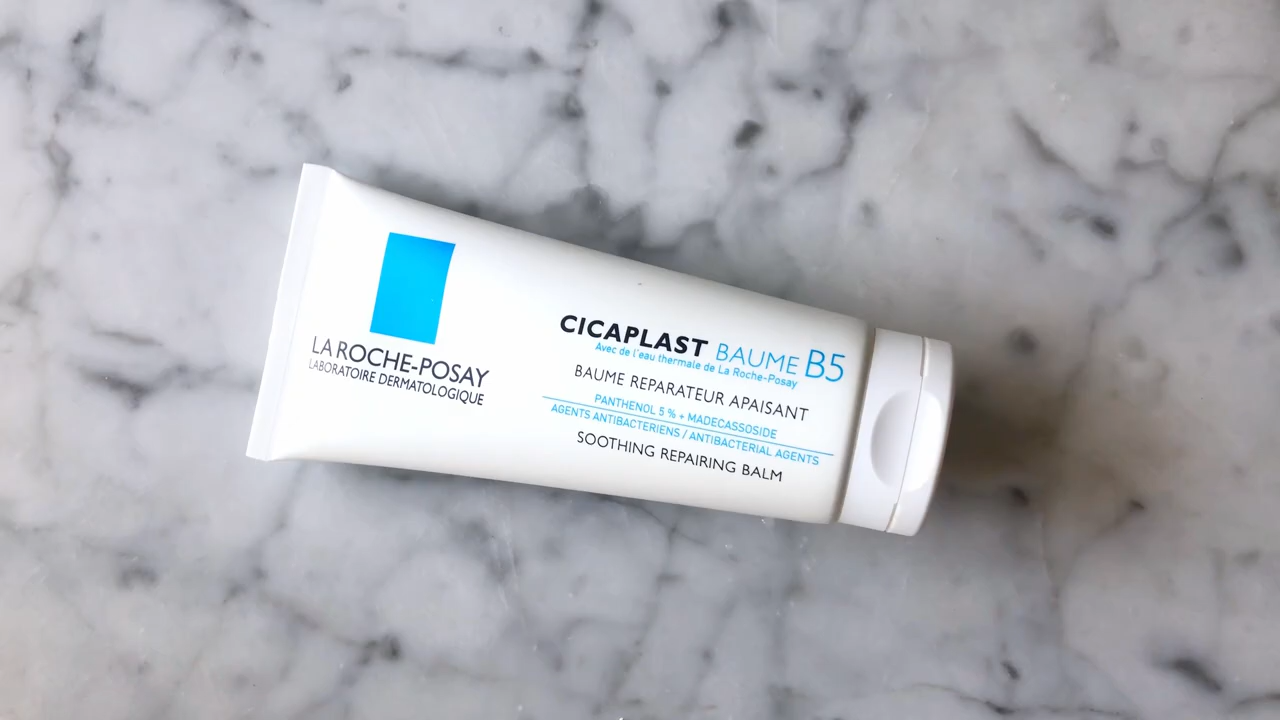 LA ROCHE-POSAY
LABORATOIRE DERMATOLOGIQUE
CICAPLAST BAUME B5
Avec de l'eau thermale de La Roche-Posay
BAUME REPARATEUR APAISANT
PANTHENOL 5 % + MADECASSOSIDE
AGENTS ANTIBACTERIENS / ANTIBACTERIAL AGENTS
SOOTHING REPAIRING BALM